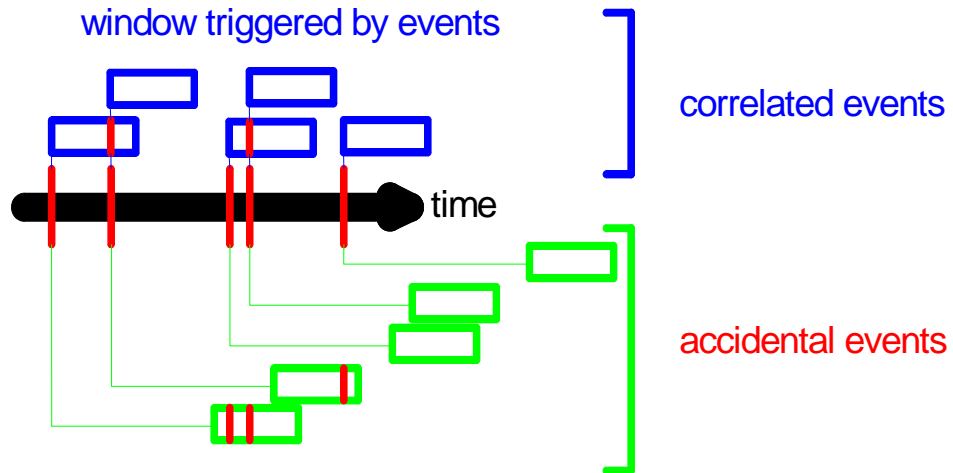 window triggered by events
correlated events
time
accidental events